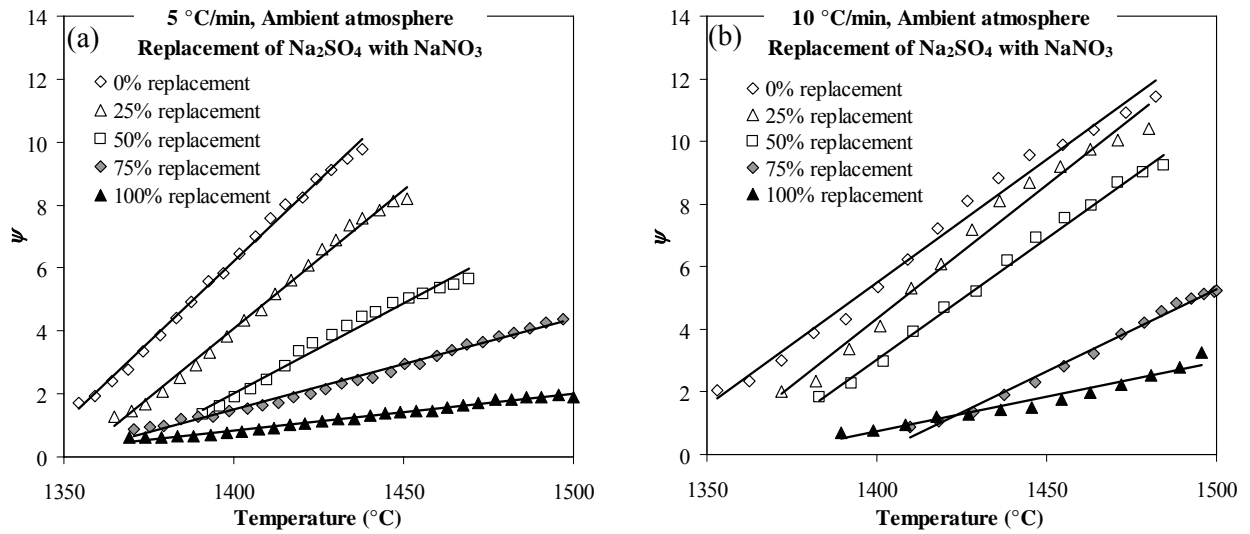 5 °C/min, Ambient atmosphere
(a)
Replacement of Na₂SO₄ with NaNO₃
0% replacement
25% replacement
50% replacement
75% replacement
100% replacement
14
12
10
8
6
4
2
0
ψ
1350 1400 1450 1500
Temperature (°C)
10 °C/min, Ambient atmosphere
(b)
Replacement of Na₂SO₄ with NaNO₃
0% replacement
25% replacement
50% replacement
75% replacement
100% replacement
14
12
10
8
6
4
2
0
ψ
1350 1400 1450 1500
Temperature (°C)